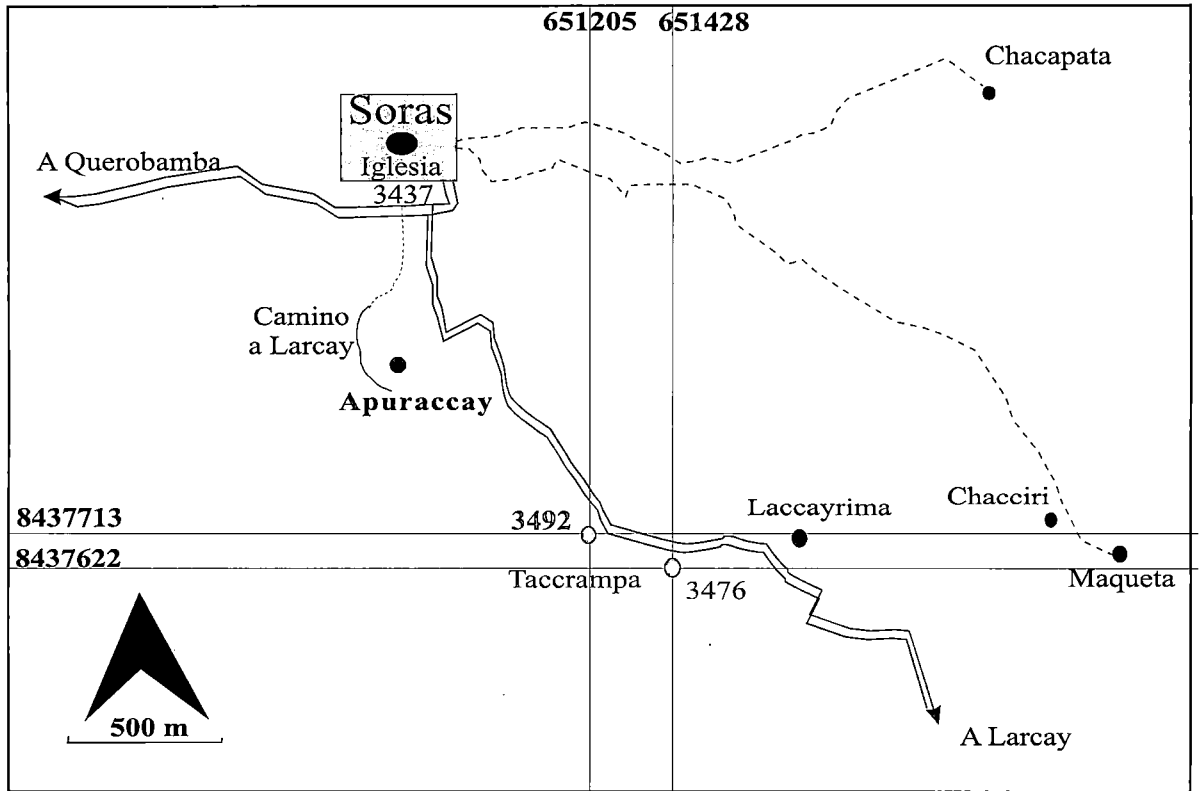 651205 651428
Chacapata
Soras
Iglesia
3437
A Querobamba
Camino
a Larcay
Apuraccay
Chacciri
Laccayrima
8437713
3492
8437622
Taccrampa
3476
Maqueta
500 m
A Larcay